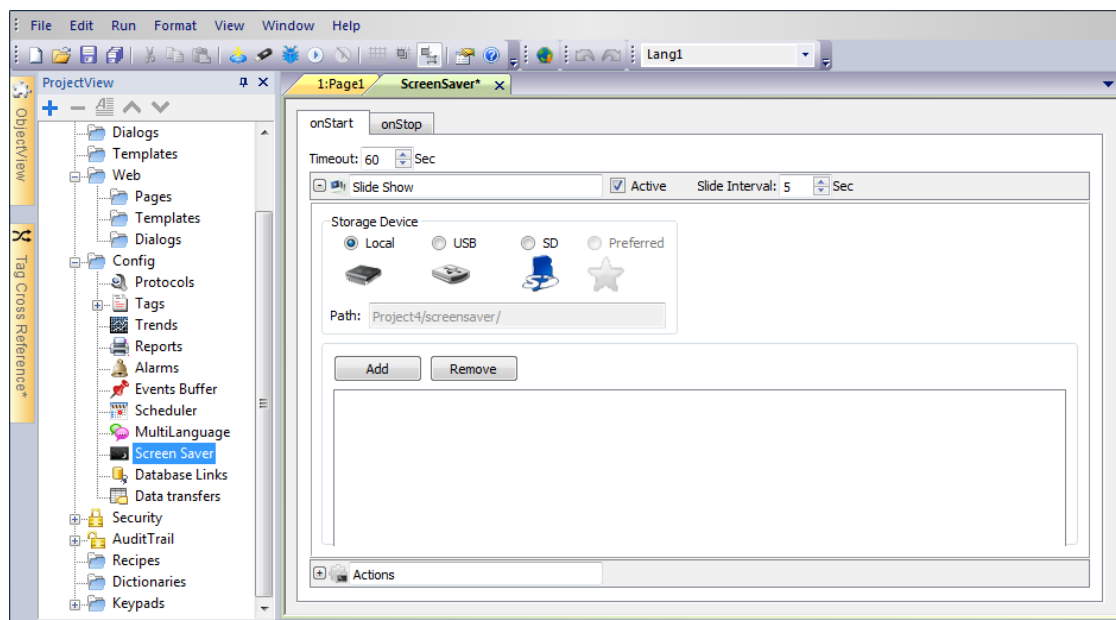 File Edit Run Format View Window Help
Lang1
ProjectView
1:Page1 ScreenSaver*
ObjectView
Tag Cross Reference*
Dialogs
Templates
Web
Pages
Templates
Dialogs
Config
Protocols
Tags
Trends
Reports
Alarms
Events Buffer
Scheduler
MultiLanguage
Screen Saver
Database Links
Data transfers
Security
AuditTrail
Recipes
Dictionaries
Keypads
onStart onStop
Timeout: 60 Sec
Slide Show Active Slide Interval: 5 Sec
Storage Device
Local USB SD Preferred
Path: Project4/screensaver/
Add Remove
Actions